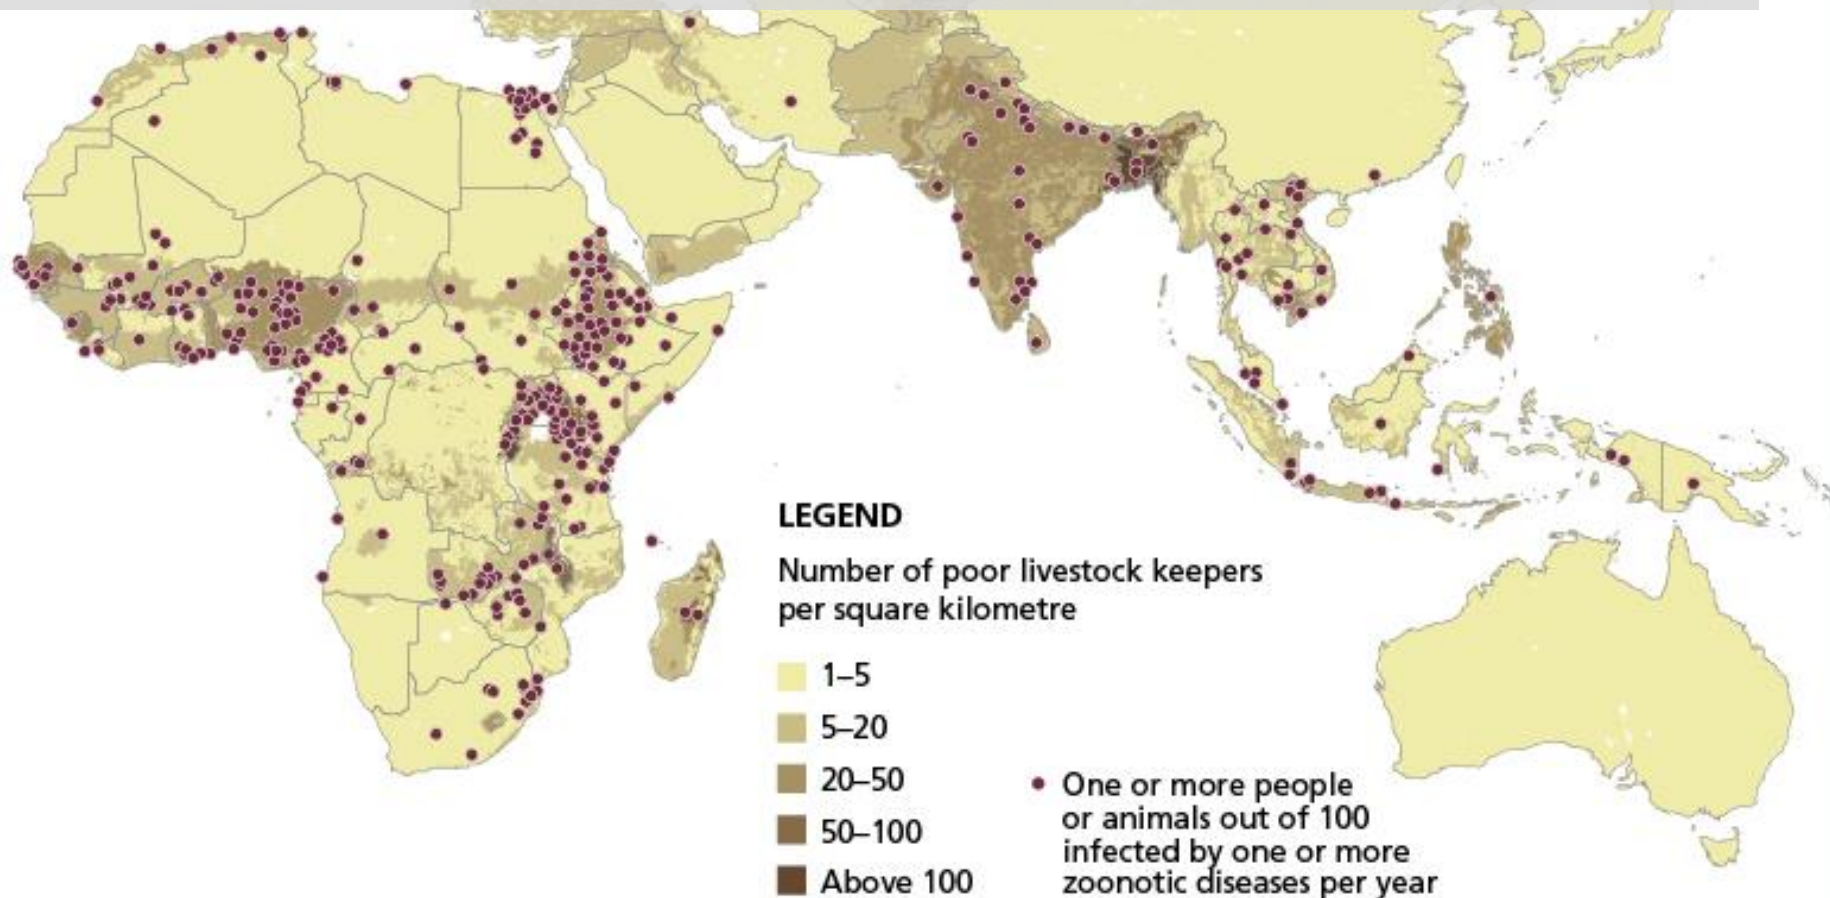 LEGEND
Number of poor livestock keepers
per square kilometre
1–5
5–20
20–50
50–100
Above 100
One or more people
or animals out of 100
infected by one or more
zoonotic diseases per year